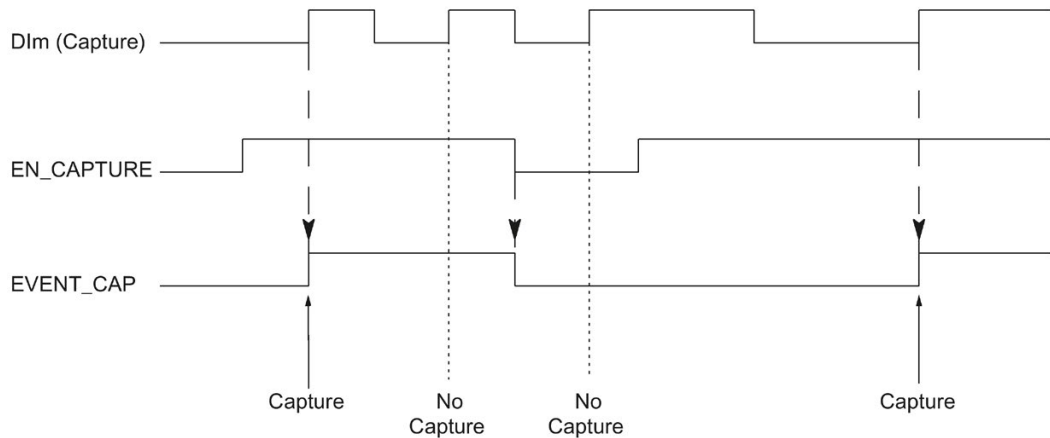 DIm (Capture)
EN_CAPTURE
EVENT_CAP
Capture
No
Capture
No
Capture
Capture